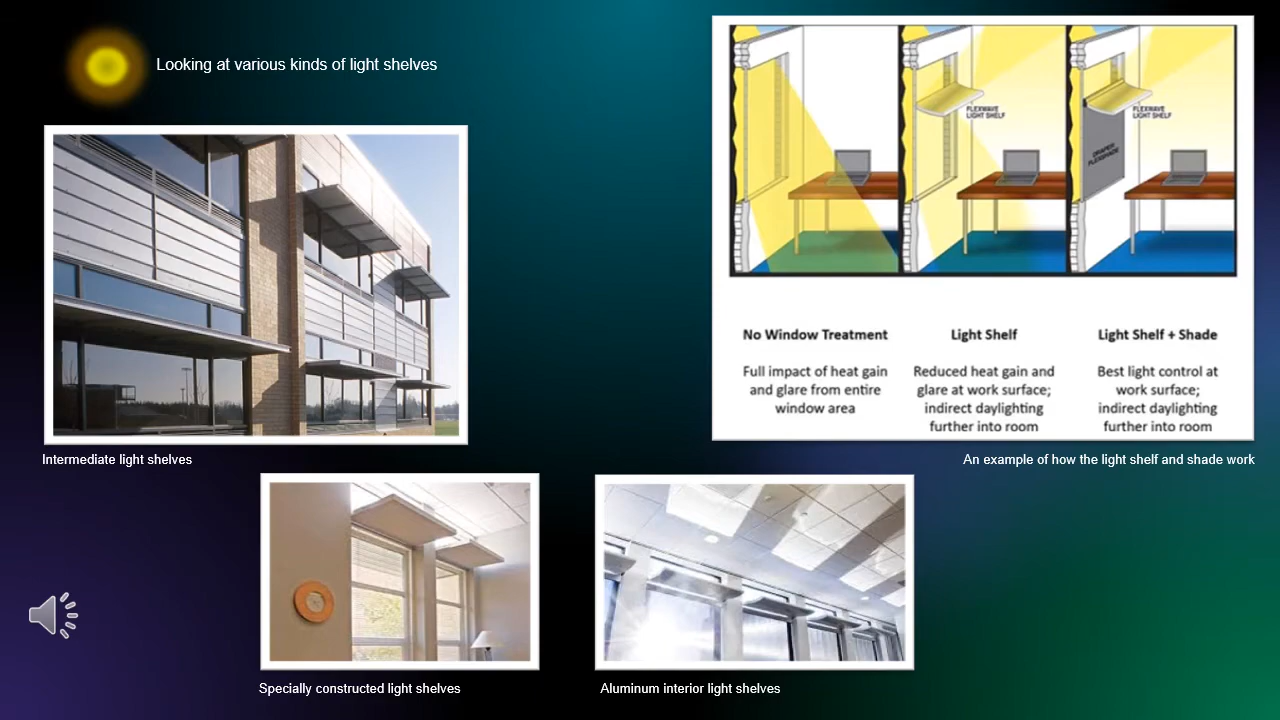 Looking at various kinds of light shelves
FLEXWAVE
LIGHT SHELF
FLEXWAVE
LIGHT SHELF
DRAPER
FLEXSHADE
No Window Treatment
Full impact of heat gain
and glare from entire
window area
Light Shelf
Reduced heat gain and
glare at work surface;
indirect daylighting
further into room
Light Shelf + Shade
Best light control at
work surface;
indirect daylighting
further into room
Intermediate light shelves
An example of how the light shelf and shade work
Specially constructed light shelves
Aluminum interior light shelves